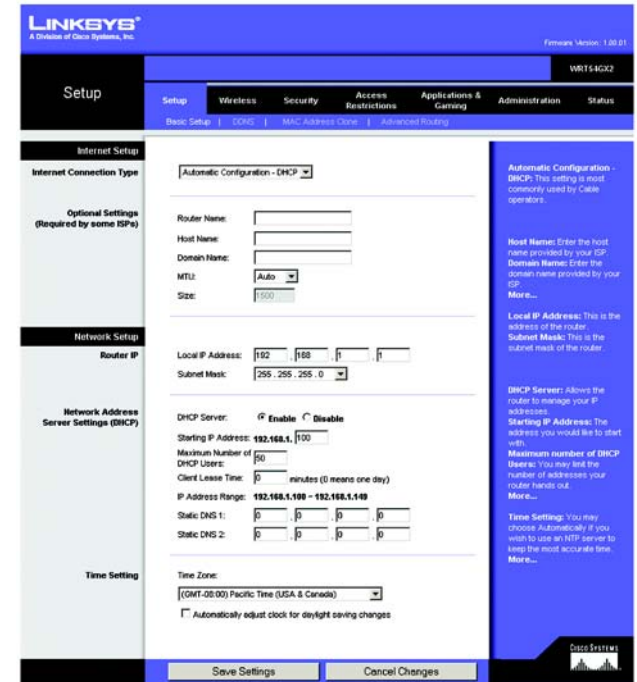 LINKSYS®
A Division of Cisco Systems, Inc.
Firmware Version: 1.00.01
WRT54GX2
Setup
Setup Wireless Security Access Restrictions Applications & Gaming Administration Status
Basic Setup | DDNS | MAC Address Clone | Advanced Routing
Internet Setup
Internet Connection Type
Automatic Configuration - DHCP
Optional Settings
(Required by some ISPs)
Router Name:
Host Name:
Domain Name:
MTU: Auto
Size: 1500
Network Setup
Router IP
Local IP Address: 192 . 168 . 1 . 1
Subnet Mask: 255 . 255 . 255 . 0
Network Address
Server Settings (DHCP)
DHCP Server: Enable Disable
Starting IP Address: 192.168.1. 100
Maximum Number of
DHCP Users: 50
Client Lease Time: 0 minutes (0 means one day)
IP Address Range: 192.168.1.100 ~ 192.168.1.149
Static DNS 1: 0 . 0 . 0 . 0
Static DNS 2: 0 . 0 . 0 . 0
Time Setting
Time Zone:
(GMT-08:00) Pacific Time (USA & Canada)
Automatically adjust clock for daylight saving changes
Automatic Configuration -
DHCP: This setting is most
commonly used by Cable
operators.
Host Name: Enter the host
name provided by your ISP.
Domain Name: Enter the
domain name provided by your
ISP.
More...
Local IP Address: This is the
address of the router.
Subnet Mask: This is the
subnet mask of the router.
DHCP Server: Allows the
router to manage your IP
addresses.
Starting IP Address: The
address you would like to start
with.
Maximum number of DHCP
Users: You may limit the
number of addresses your
router hands out.
More...
Time Setting: You may
choose Automatically if you
wish to use an NTP server to
keep the most accurate time.
More...
Save Settings Cancel Changes
CISCO SYSTEMS